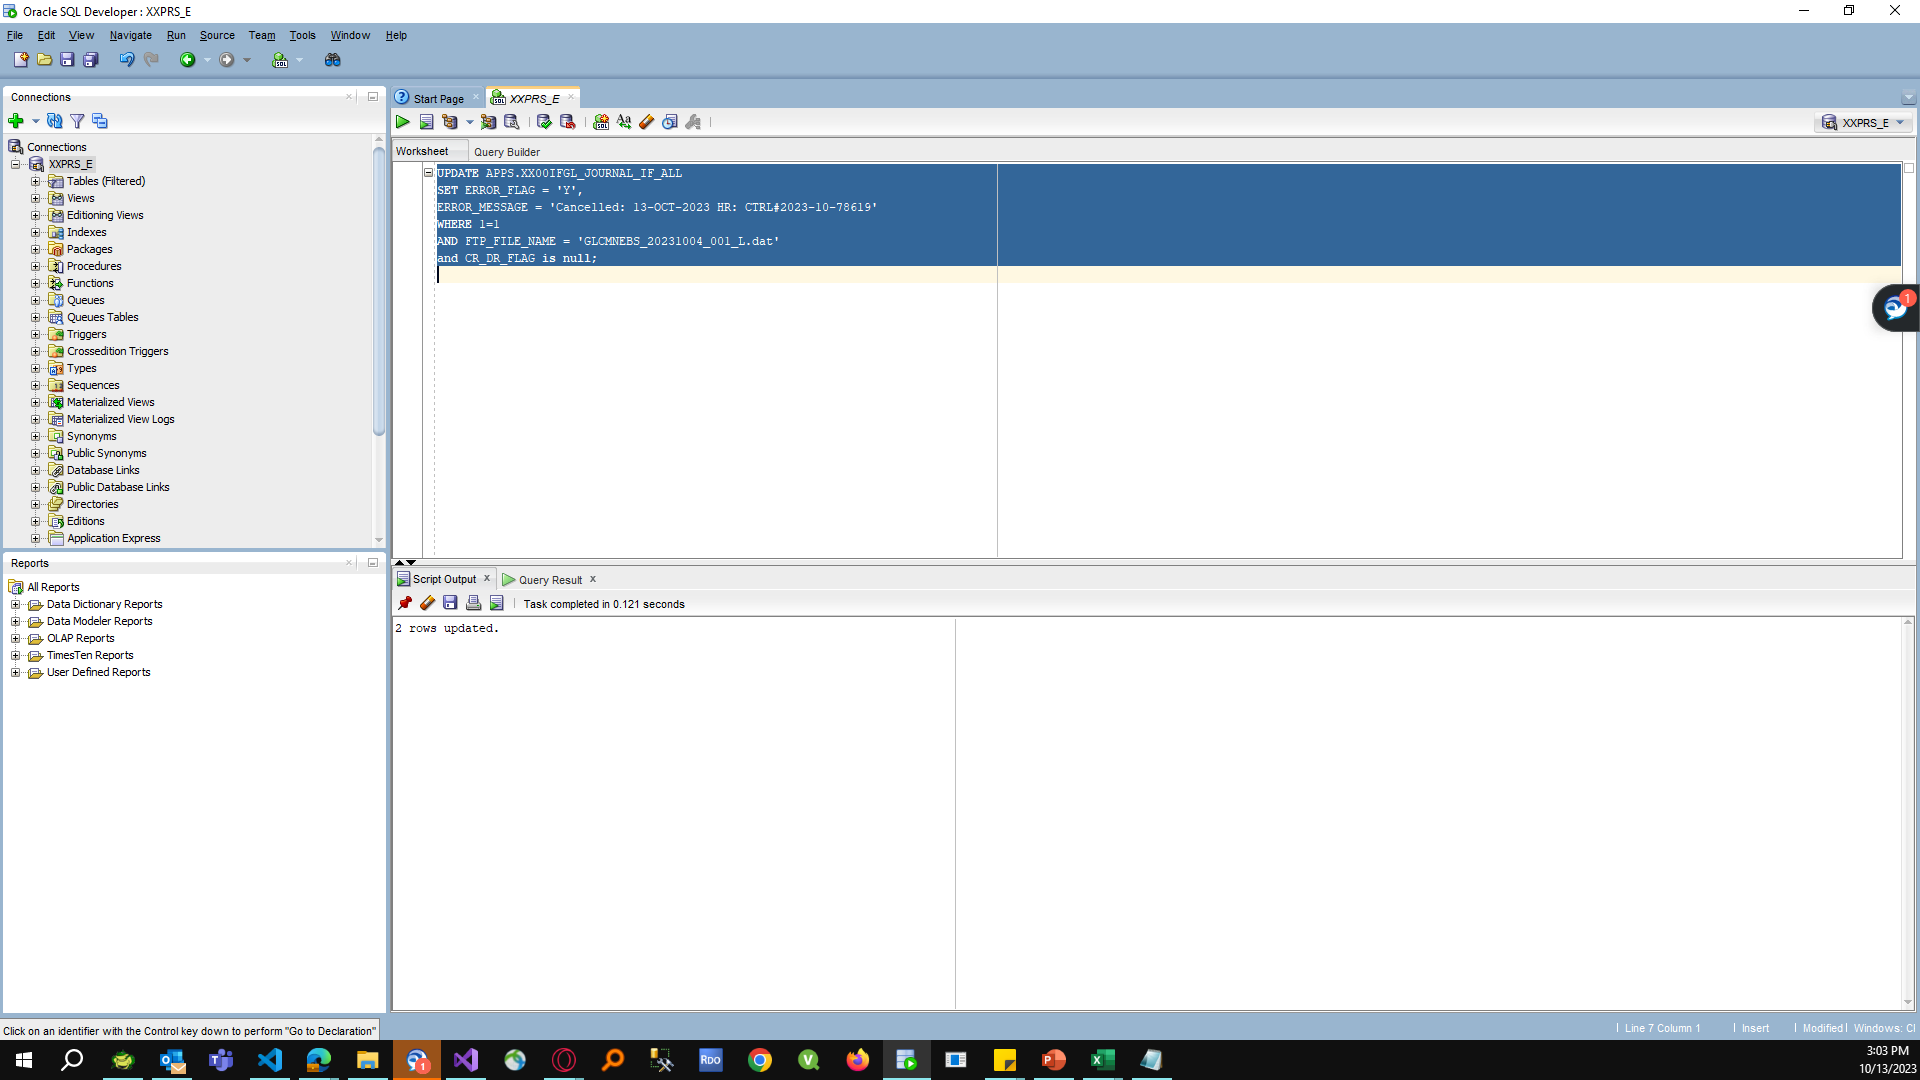 Oracle SQL Developer : XXPRS_E
File Edit View Navigate Run Source Team Tools Window Help
Connections
Connections
XXPRS_E
Tables (Filtered)
Views
Editioning Views
Indexes
Packages
Procedures
Functions
Queues
Queues Tables
Triggers
Crossedition Triggers
Types
Sequences
Materialized Views
Materialized View Logs
Synonyms
Public Synonyms
Database Links
Public Database Links
Directories
Editions
Application Express
Reports
All Reports
Data Dictionary Reports
Data Modeler Reports
OLAP Reports
TimesTen Reports
User Defined Reports
Start Page XXPRS_E
XXPRS_E
Worksheet Query Builder
UPDATE APPS.XX00IFGL_JOURNAL_IF_ALL
SET ERROR_FLAG = 'Y',
ERROR_MESSAGE = 'Cancelled: 13-OCT-2023 HR: CTRL#2023-10-78619'
WHERE 1=1
AND FTP_FILE_NAME = 'GLCMNEBS_20231004_001_L.dat'
and CR_DR_FLAG is null;
1
Script Output Query Result
Task completed in 0.121 seconds
2 rows updated.
Click on an identifier with the Control key down to perform "Go to Declaration"
Line 7 Column 1 Insert Modified Windows: Cl
1
RDO
3:03 PM
10/13/2023